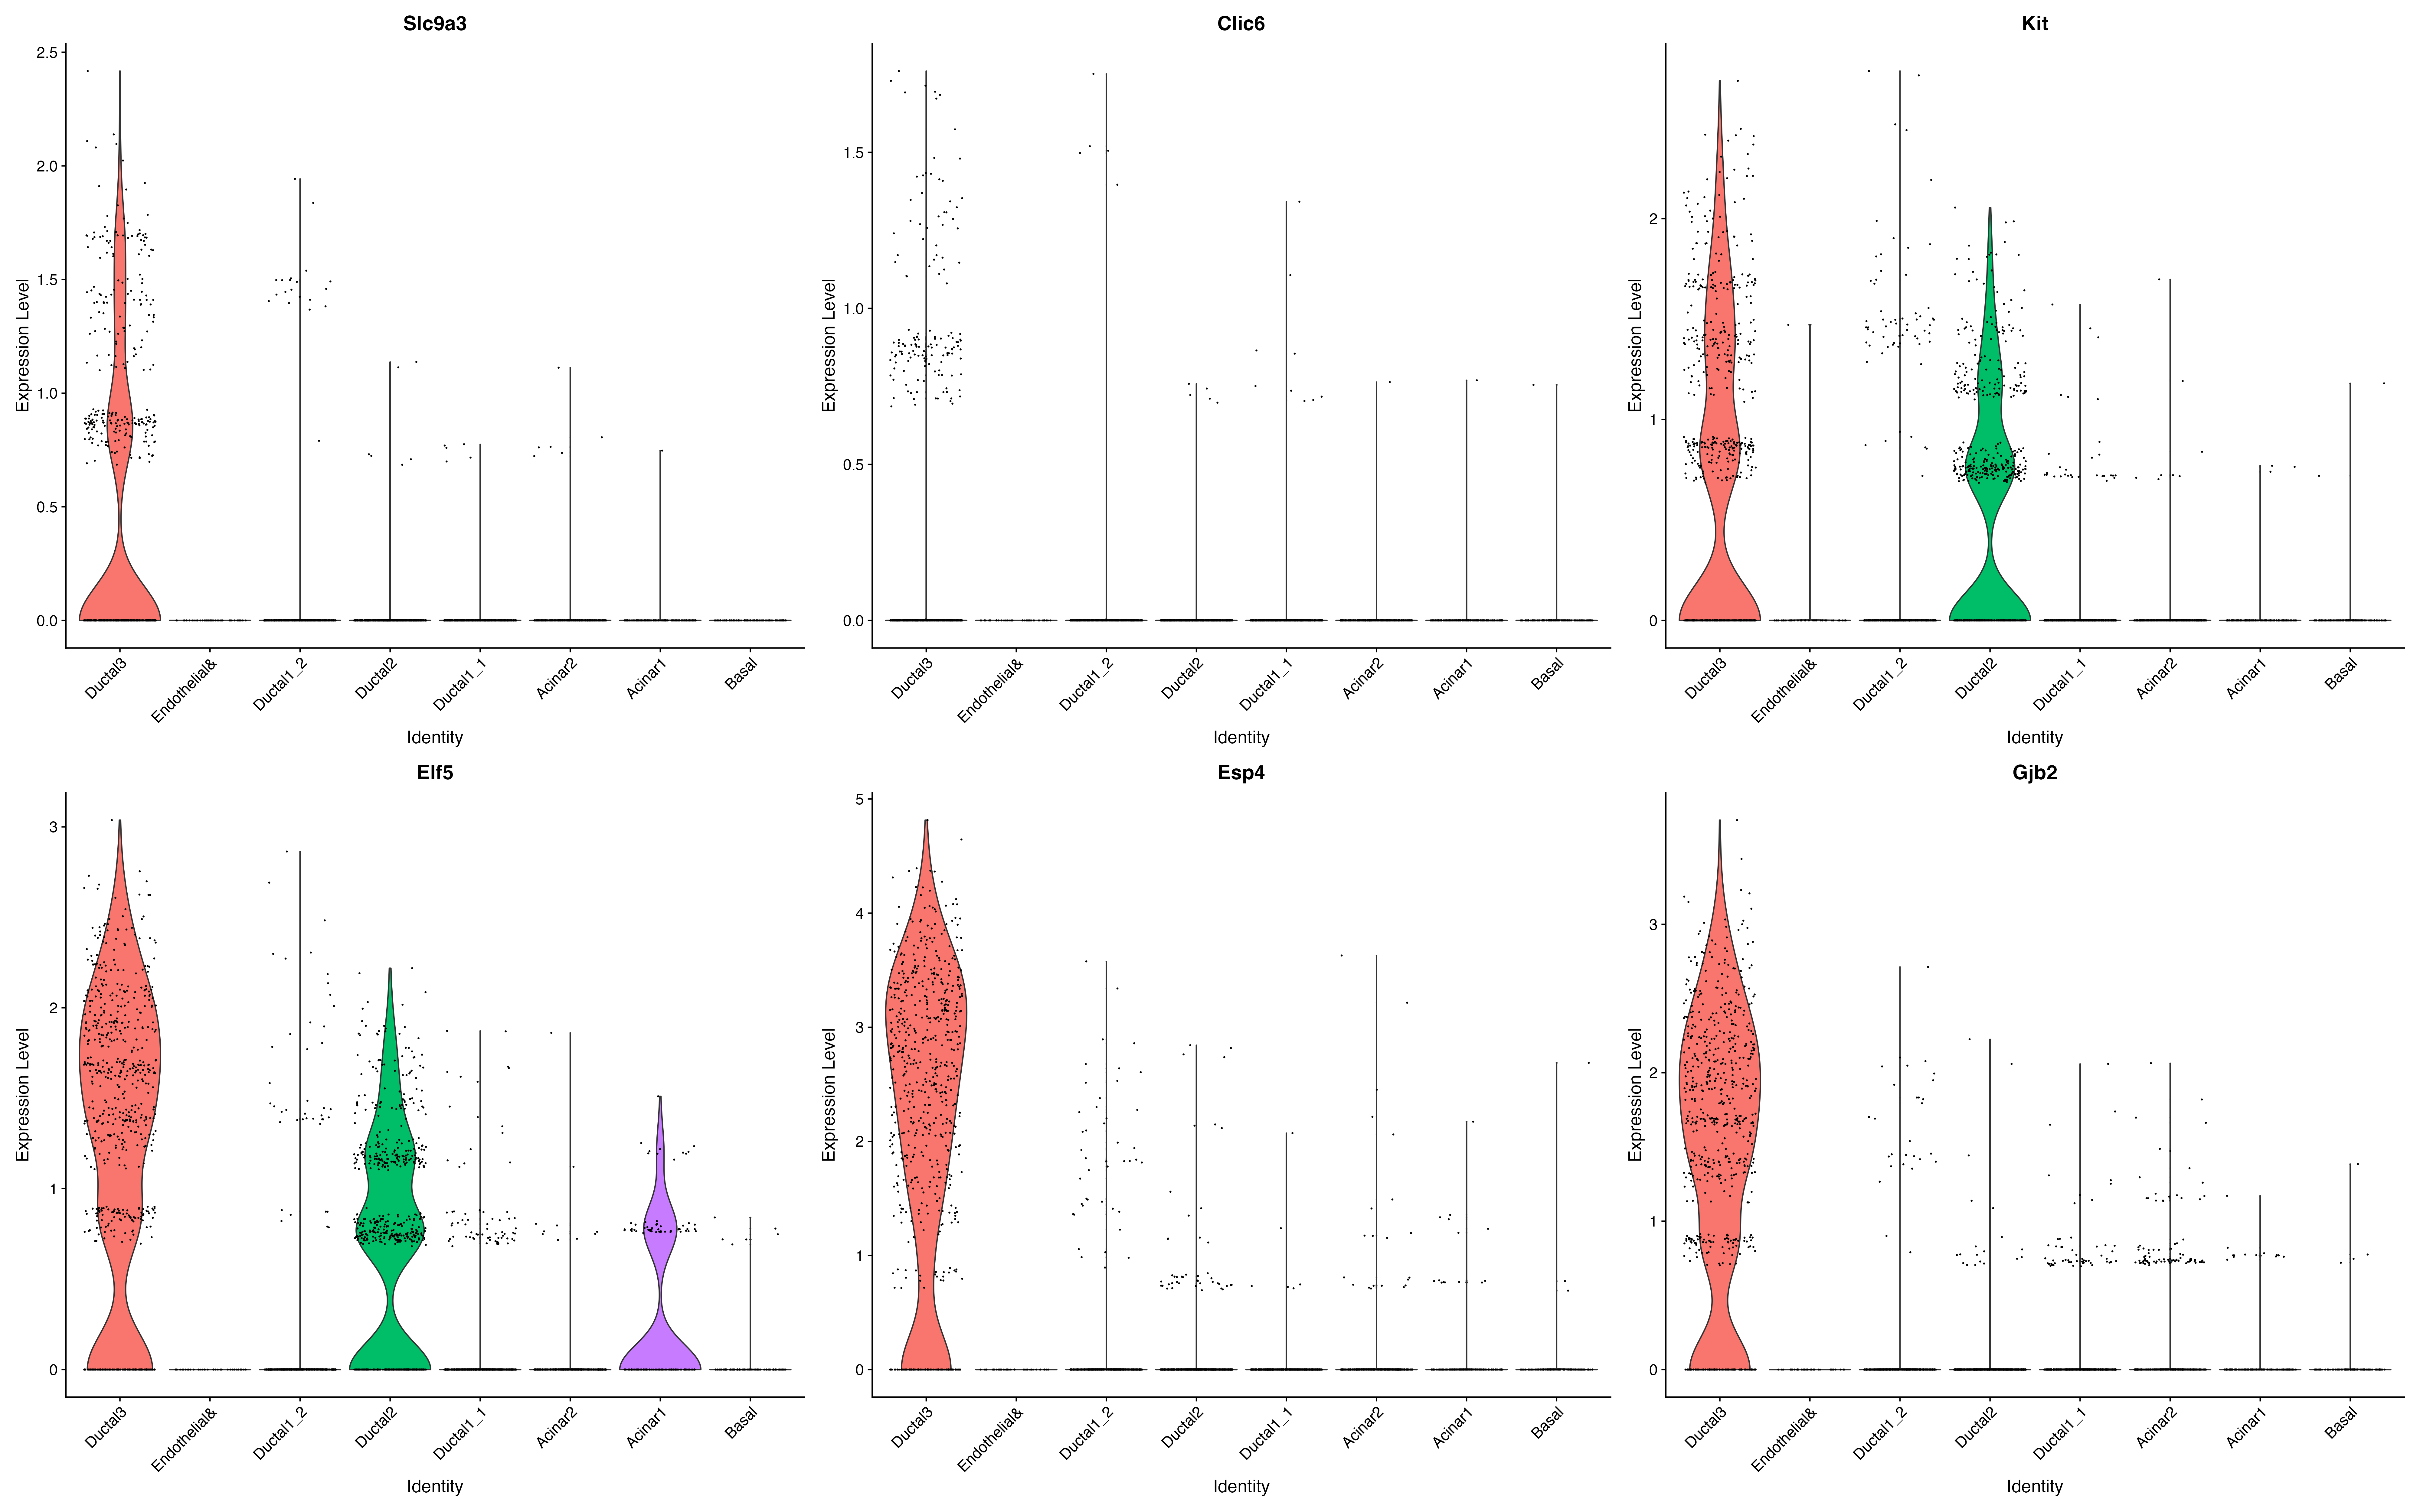 Slc9a3
Expression Level
2.5
2.0
1.5
1.0
0.5
0.0
Ductal3
Endothelial&
Ductal1_2
Ductal2
Ductal1_1
Acinar2
Acinar1
Basal
Identity
Clic6
Expression Level
1.5
1.0
0.5
0.0
Ductal3
Endothelial&
Ductal1_2
Ductal2
Ductal1_1
Acinar2
Acinar1
Basal
Identity
Kit
Expression Level
2
1
0
Ductal3
Endothelial&
Ductal1_2
Ductal2
Ductal1_1
Acinar2
Acinar1
Basal
Identity
Elf5
Expression Level
3
2
1
0
Ductal3
Endothelial&
Ductal1_2
Ductal2
Ductal1_1
Acinar2
Acinar1
Basal
Identity
Esp4
Expression Level
5
4
3
2
1
0
Ductal3
Endothelial&
Ductal1_2
Ductal2
Ductal1_1
Acinar2
Acinar1
Basal
Identity
Gjb2
Expression Level
3
2
1
0
Ductal3
Endothelial&
Ductal1_2
Ductal2
Ductal1_1
Acinar2
Acinar1
Basal
Identity